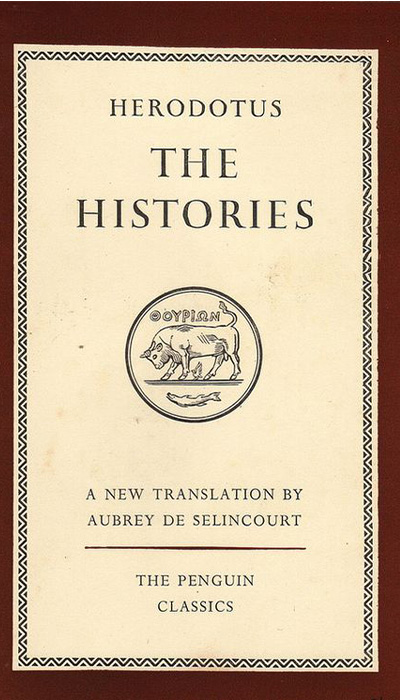 HERODOTUS
THE
HISTORIES
ΘΟΥΡΙΩΝ
A NEW TRANSLATION BY
AUBREY DE SELINCOURT
THE PENGUIN
CLASSICS